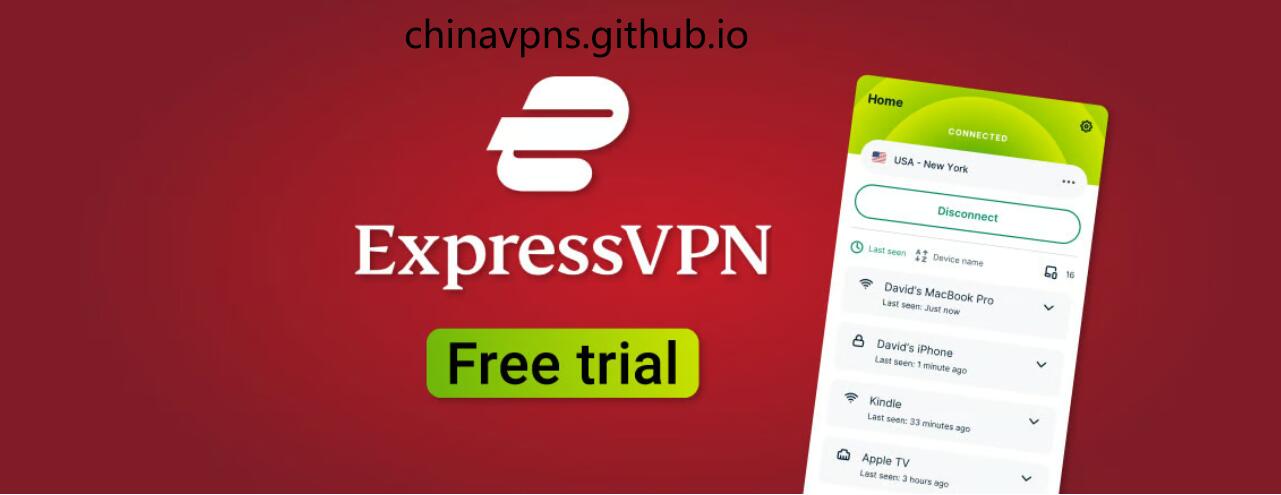 chinavpns.github.io
ExpressVPN
Free trial
Home
CONNECTED
USA - New York
Disconnect
Last seen
A Z
Device name
16
David's MacBook Pro
Last seen: Just now
David's iPhone
Last seen: 1 minute ago
Kindle
Last seen: 33 minutes ago
Apple TV
Last seen: 3 hours ago